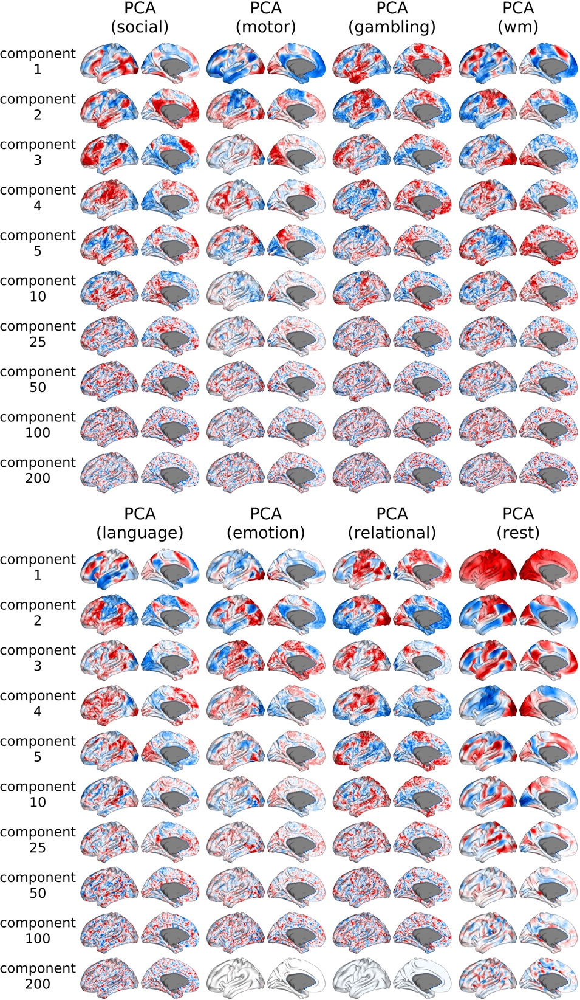 PCA PCA PCA PCA
(social) (motor) (gambling) (wm)
component
1
component
2
component
3
component
4
component
5
component
10
component
25
component
50
component
100
component
200
PCA PCA PCA PCA
(language) (emotion) (relational) (rest)
component
1
component
2
component
3
component
4
component
5
component
10
component
25
component
50
component
100
component
200